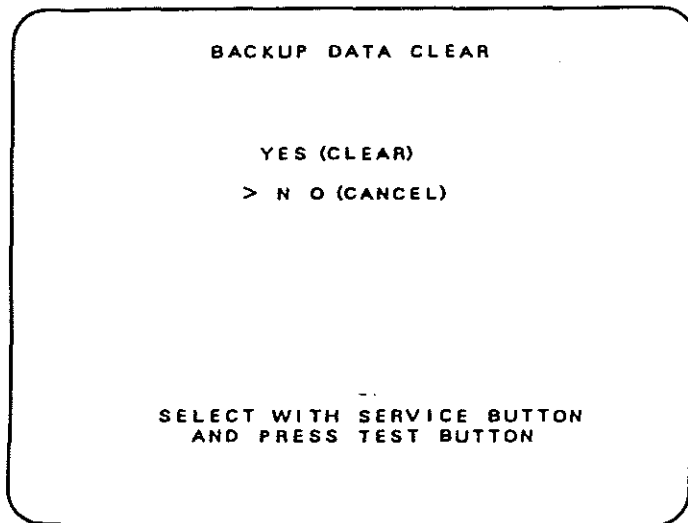 BACKUP DATA CLEAR
YES (CLEAR)
> N O (CANCEL)
SELECT WITH SERVICE BUTTON
AND PRESS TEST BUTTON